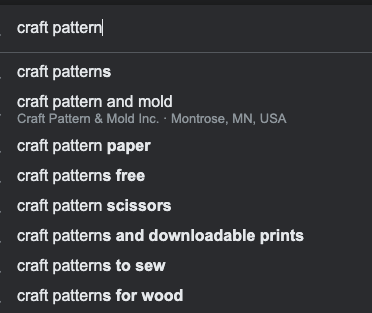 craft pattern
craft patterns
craft pattern and mold
Craft Pattern & Mold Inc. · Montrose, MN, USA
craft pattern paper
craft patterns free
craft pattern scissors
craft patterns and downloadable prints
craft patterns to sew
craft patterns for wood